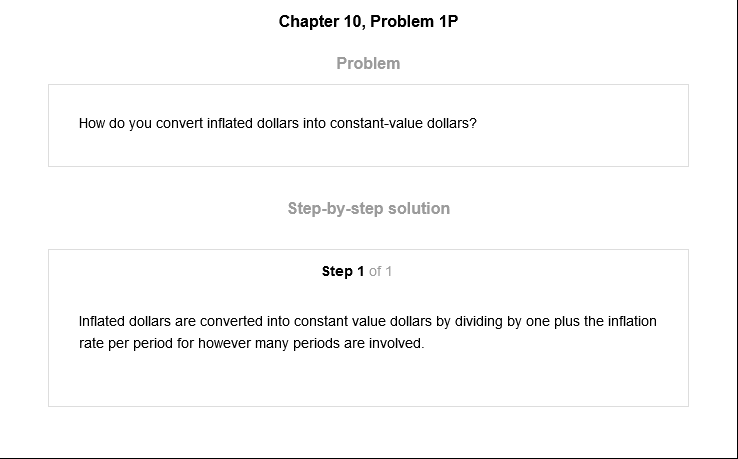 Chapter 10, Problem 1P
Problem
How do you convert inflated dollars into constant-value dollars?
Step-by-step solution
Step 1 of 1
Inflated dollars are converted into constant value dollars by dividing by one plus the inflation
rate per period for however many periods are involved.